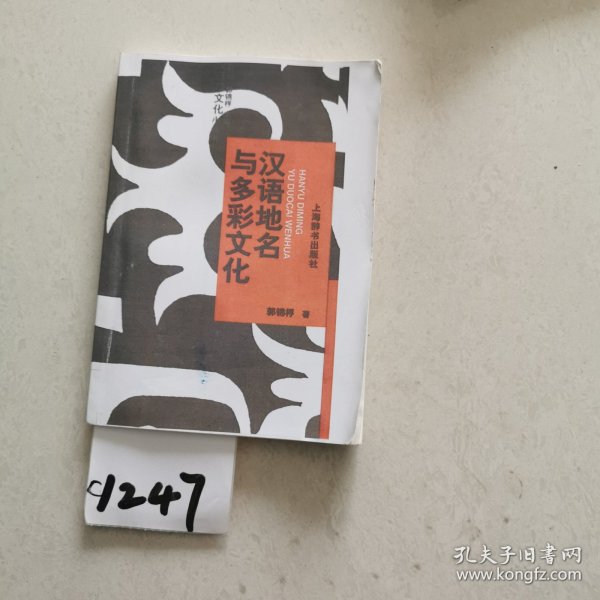 文化
汉语地名
与多彩文化
HANYU DIMING
YU DUOCAI WENHUA
上海辞书出版社
郭锦桴 著
1247
孔夫子旧书网
www.kongfz.com